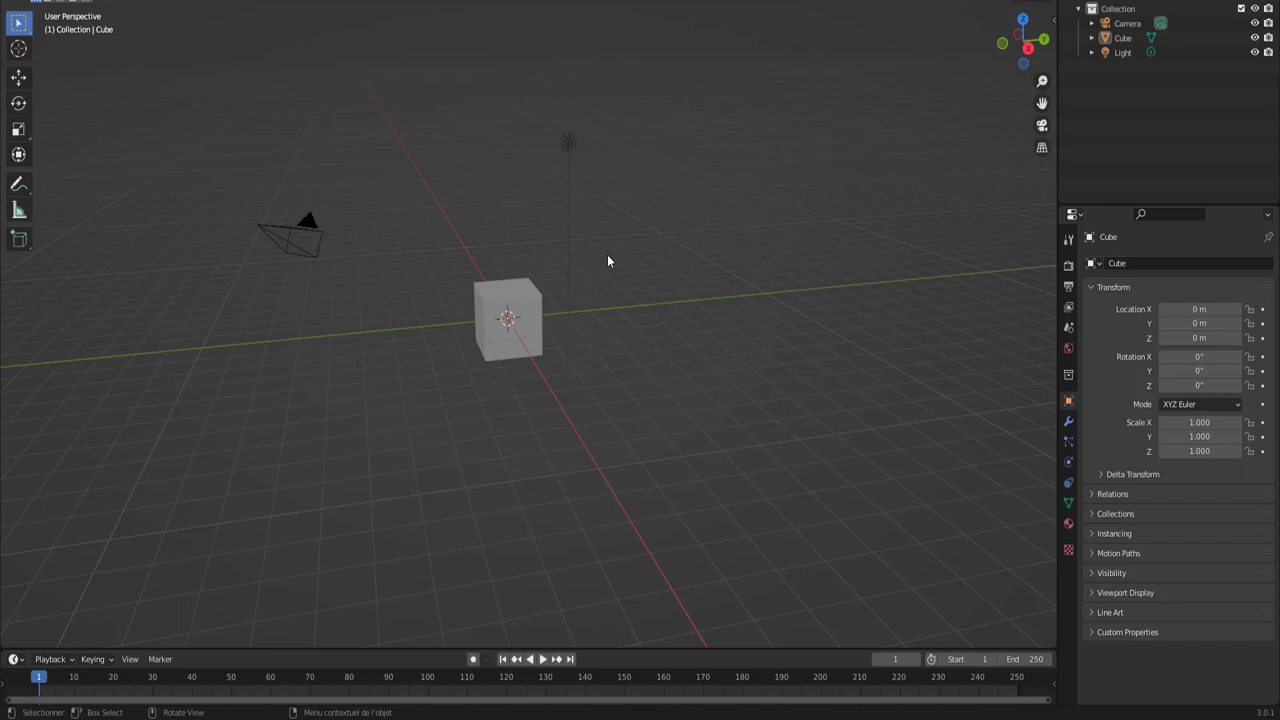 User Perspective
(1) Collection | Cube
Z
Y
X
Collection
Camera
Cube
Light
Cube
Cube
Transform
Location X 0 m
Y 0 m
Z 0 m
Rotation X 0°
Y 0°
Z 0°
Mode XYZ Euler
Scale X 1.000
Y 1.000
Z 1.000
Delta Transform
Relations
Collections
Instancing
Motion Paths
Visibility
Viewport Display
Line Art
Custom Properties
Playback Keying View Marker 1 Start 1 End 250
1 10 20 30 40 50 60 70 80 90 100 110 120 130 140 150 160 170 180 190 200 210 220 230 240 250
Sélectionner Box Select Rotate View Menu contextuel de l'objet 3.0.1